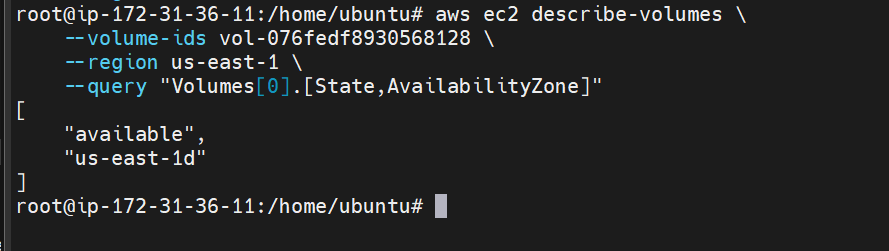 root@ip-172-31-36-11:/home/ubuntu# aws ec2 describe-volumes \
    --volume-ids vol-076fedf8930568128 \
    --region us-east-1 \
    --query "Volumes[0].[State,AvailabilityZone]"
[
    "available",
    "us-east-1d"
]
root@ip-172-31-36-11:/home/ubuntu#